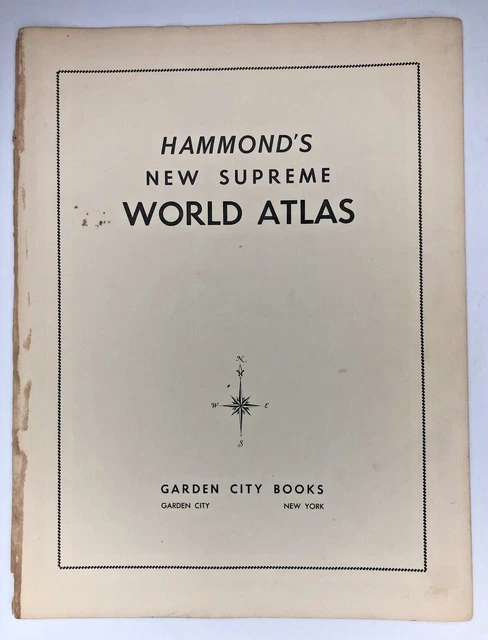 HAMMOND'S
NEW SUPREME
WORLD ATLAS
N
W E
S
GARDEN CITY BOOKS
GARDEN CITY NEW YORK